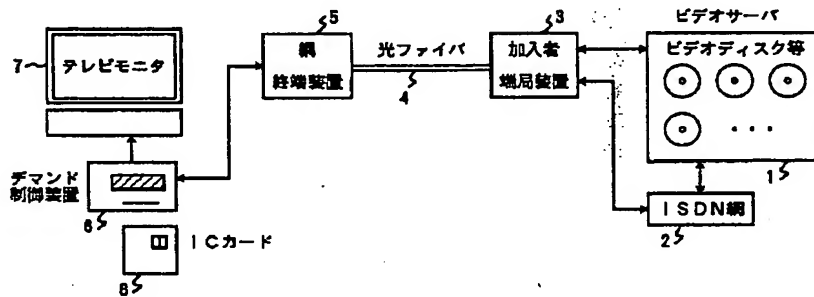 5
3
ビデオサーバ
7
テレビモニタ
網
終端装置
光ファイバ
4
加入者
端局装置
ビデオディスク等
...
1
デマンド
制御装置
6
ISDN網
2
ICカード
8